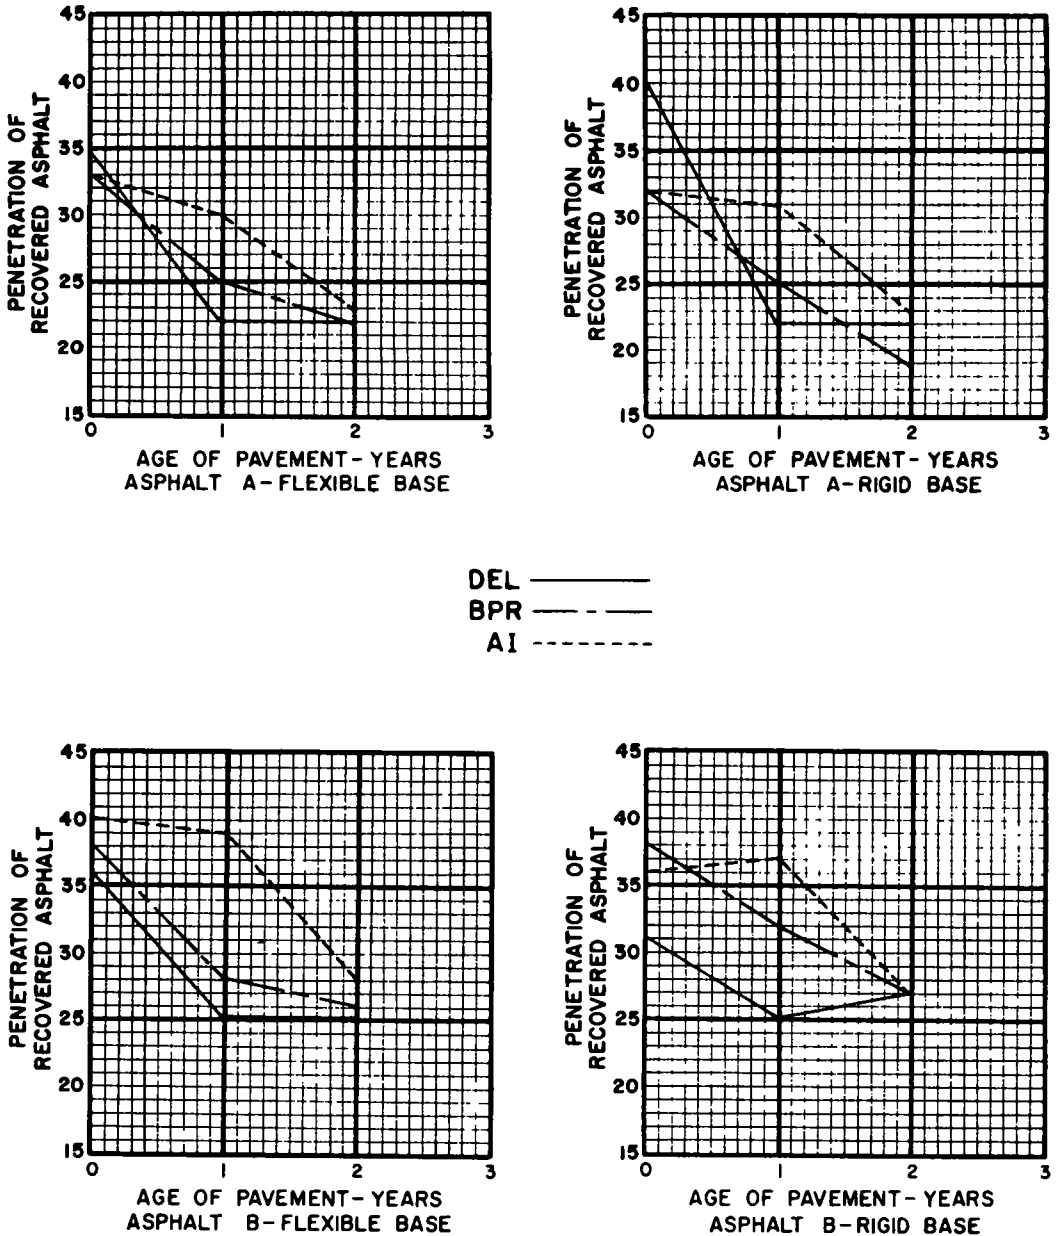 45
40
35
30
25
20
15
0 1 2 3
PENETRATION OF
RECOVERED ASPHALT
AGE OF PAVEMENT-YEARS
ASPHALT A-FLEXIBLE BASE
45
40
35
30
25
20
15
0 1 2 3
PENETRATION OF
RECOVERED ASPHALT
AGE OF PAVEMENT-YEARS
ASPHALT A-RIGID BASE
DEL
BPR
AI
45
40
35
30
25
20
15
0 1 2 3
PENETRATION OF
RECOVERED ASPHALT
AGE OF PAVEMENT-YEARS
ASPHALT B-FLEXIBLE BASE
45
40
35
30
25
20
15
0 1 2 3
PENETRATION OF
RECOVERED ASPHALT
AGE OF PAVEMENT-YEARS
ASPHALT B-RIGID BASE